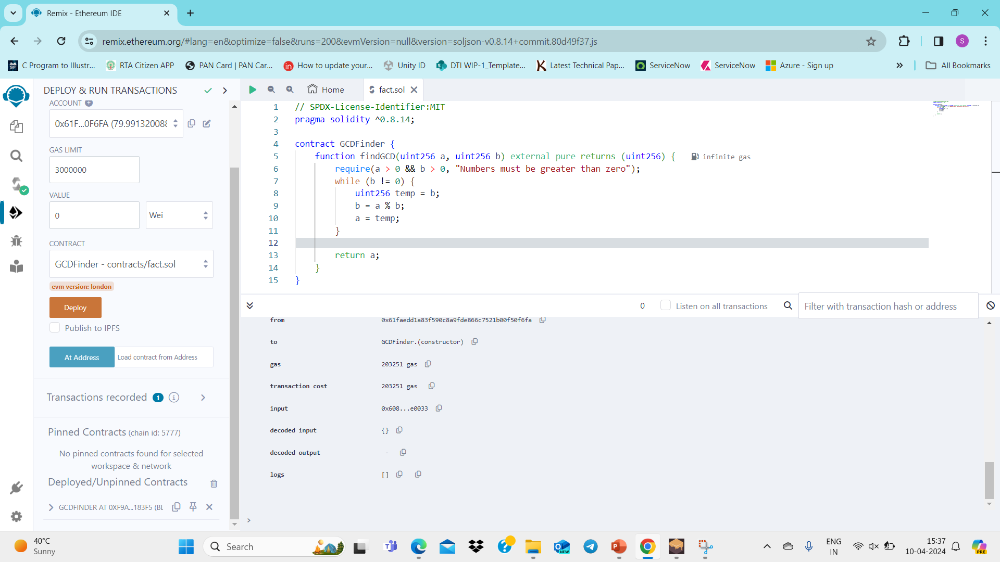 Remix - Ethereum IDE
remix.ethereum.org/#lang=en&optimize=false&runs=200&evmVersion=null&version=soljson-v0.8.14+commit.80d49f37.js
S
C Program to Illustr... RTA Citizen APP PAN Card | PAN Car... How to update your... Unity ID DTI WIP-1_Template... Latest Technical Pap... ServiceNow ServiceNow Azure - Sign up All Bookmarks
DEPLOY & RUN TRANSACTIONS
ACCOUNT
0x61F...0F6FA (79.991320088
GAS LIMIT
3000000
VALUE
0
Wei
CONTRACT
GCDFinder - contracts/fact.sol
evm version: london
Deploy
Publish to IPFS
At Address
Load contract from Address
Transactions recorded 1 i
Pinned Contracts (chain id: 5777)
No pinned contracts found for selected
workspace & network
Deployed/Unpinned Contracts
GCDFINDER AT 0XF9A...183F5 (BL
Home
fact.sol
1 // SPDX-License-Identifier:MIT
2 pragma solidity ^0.8.14;
3
4 contract GCDFinder {
5 function findGCD(uint256 a, uint256 b) external pure returns (uint256) { infinite gas
6 require(a > 0 && b > 0, "Numbers must be greater than zero");
7 while (b != 0) {
8 uint256 temp = b;
9 b = a % b;
10 a = temp;
11 }
12
13 return a;
14 }
15 }
0 Listen on all transactions Filter with transaction hash or address
from 0x61faedd1a83f590c8a9fde866c7521b00f50f6fa
to GCDFinder.(constructor)
gas 203251 gas
transaction cost 203251 gas
input 0x608...e0033
decoded input {}
decoded output -
logs []
>
40°C
Sunny
Search
NEW
ENG
IN
15:37
10-04-2024
PRE